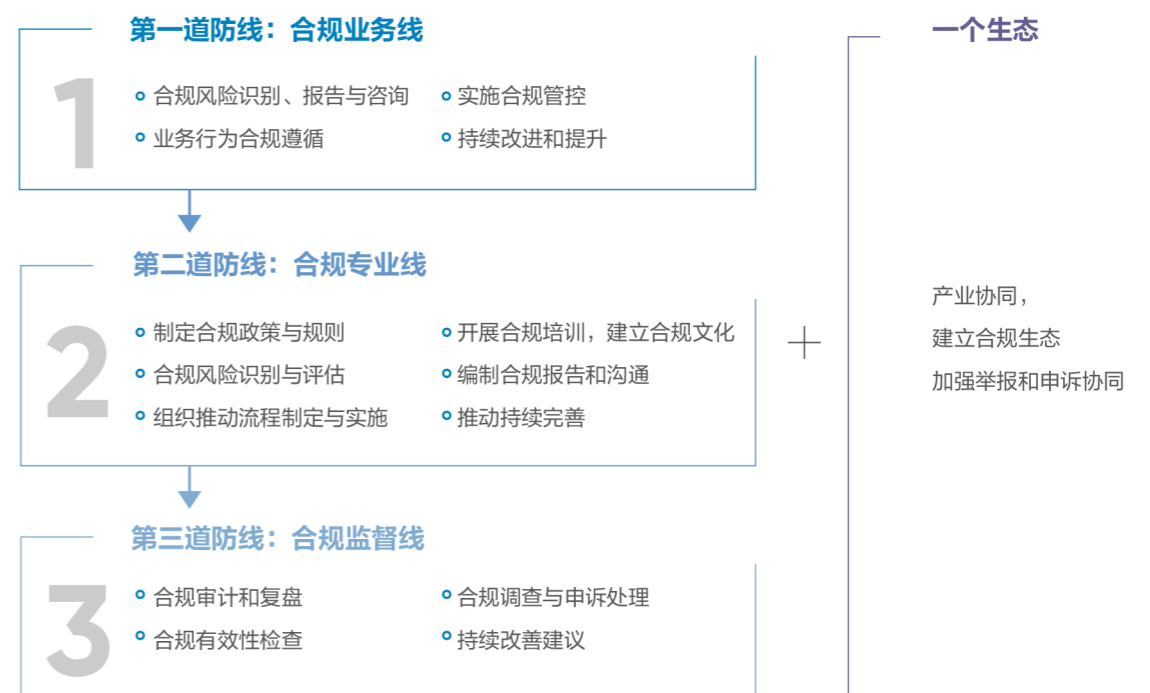 第一道防线：合规业务线
1
合规风险识别、报告与咨询
实施合规管控
业务行为合规遵循
持续改进和提升
第二道防线：合规专业线
2
制定合规政策与规则
开展合规培训，建立合规文化
合规风险识别与评估
编制合规报告和沟通
组织推动流程制定与实施
推动持续完善
第三道防线：合规监督线
3
合规审计和复盘
合规调查与申诉处理
合规有效性检查
持续改善建议
+
一个生态
产业协同，
建立合规生态
加强举报和申诉协同